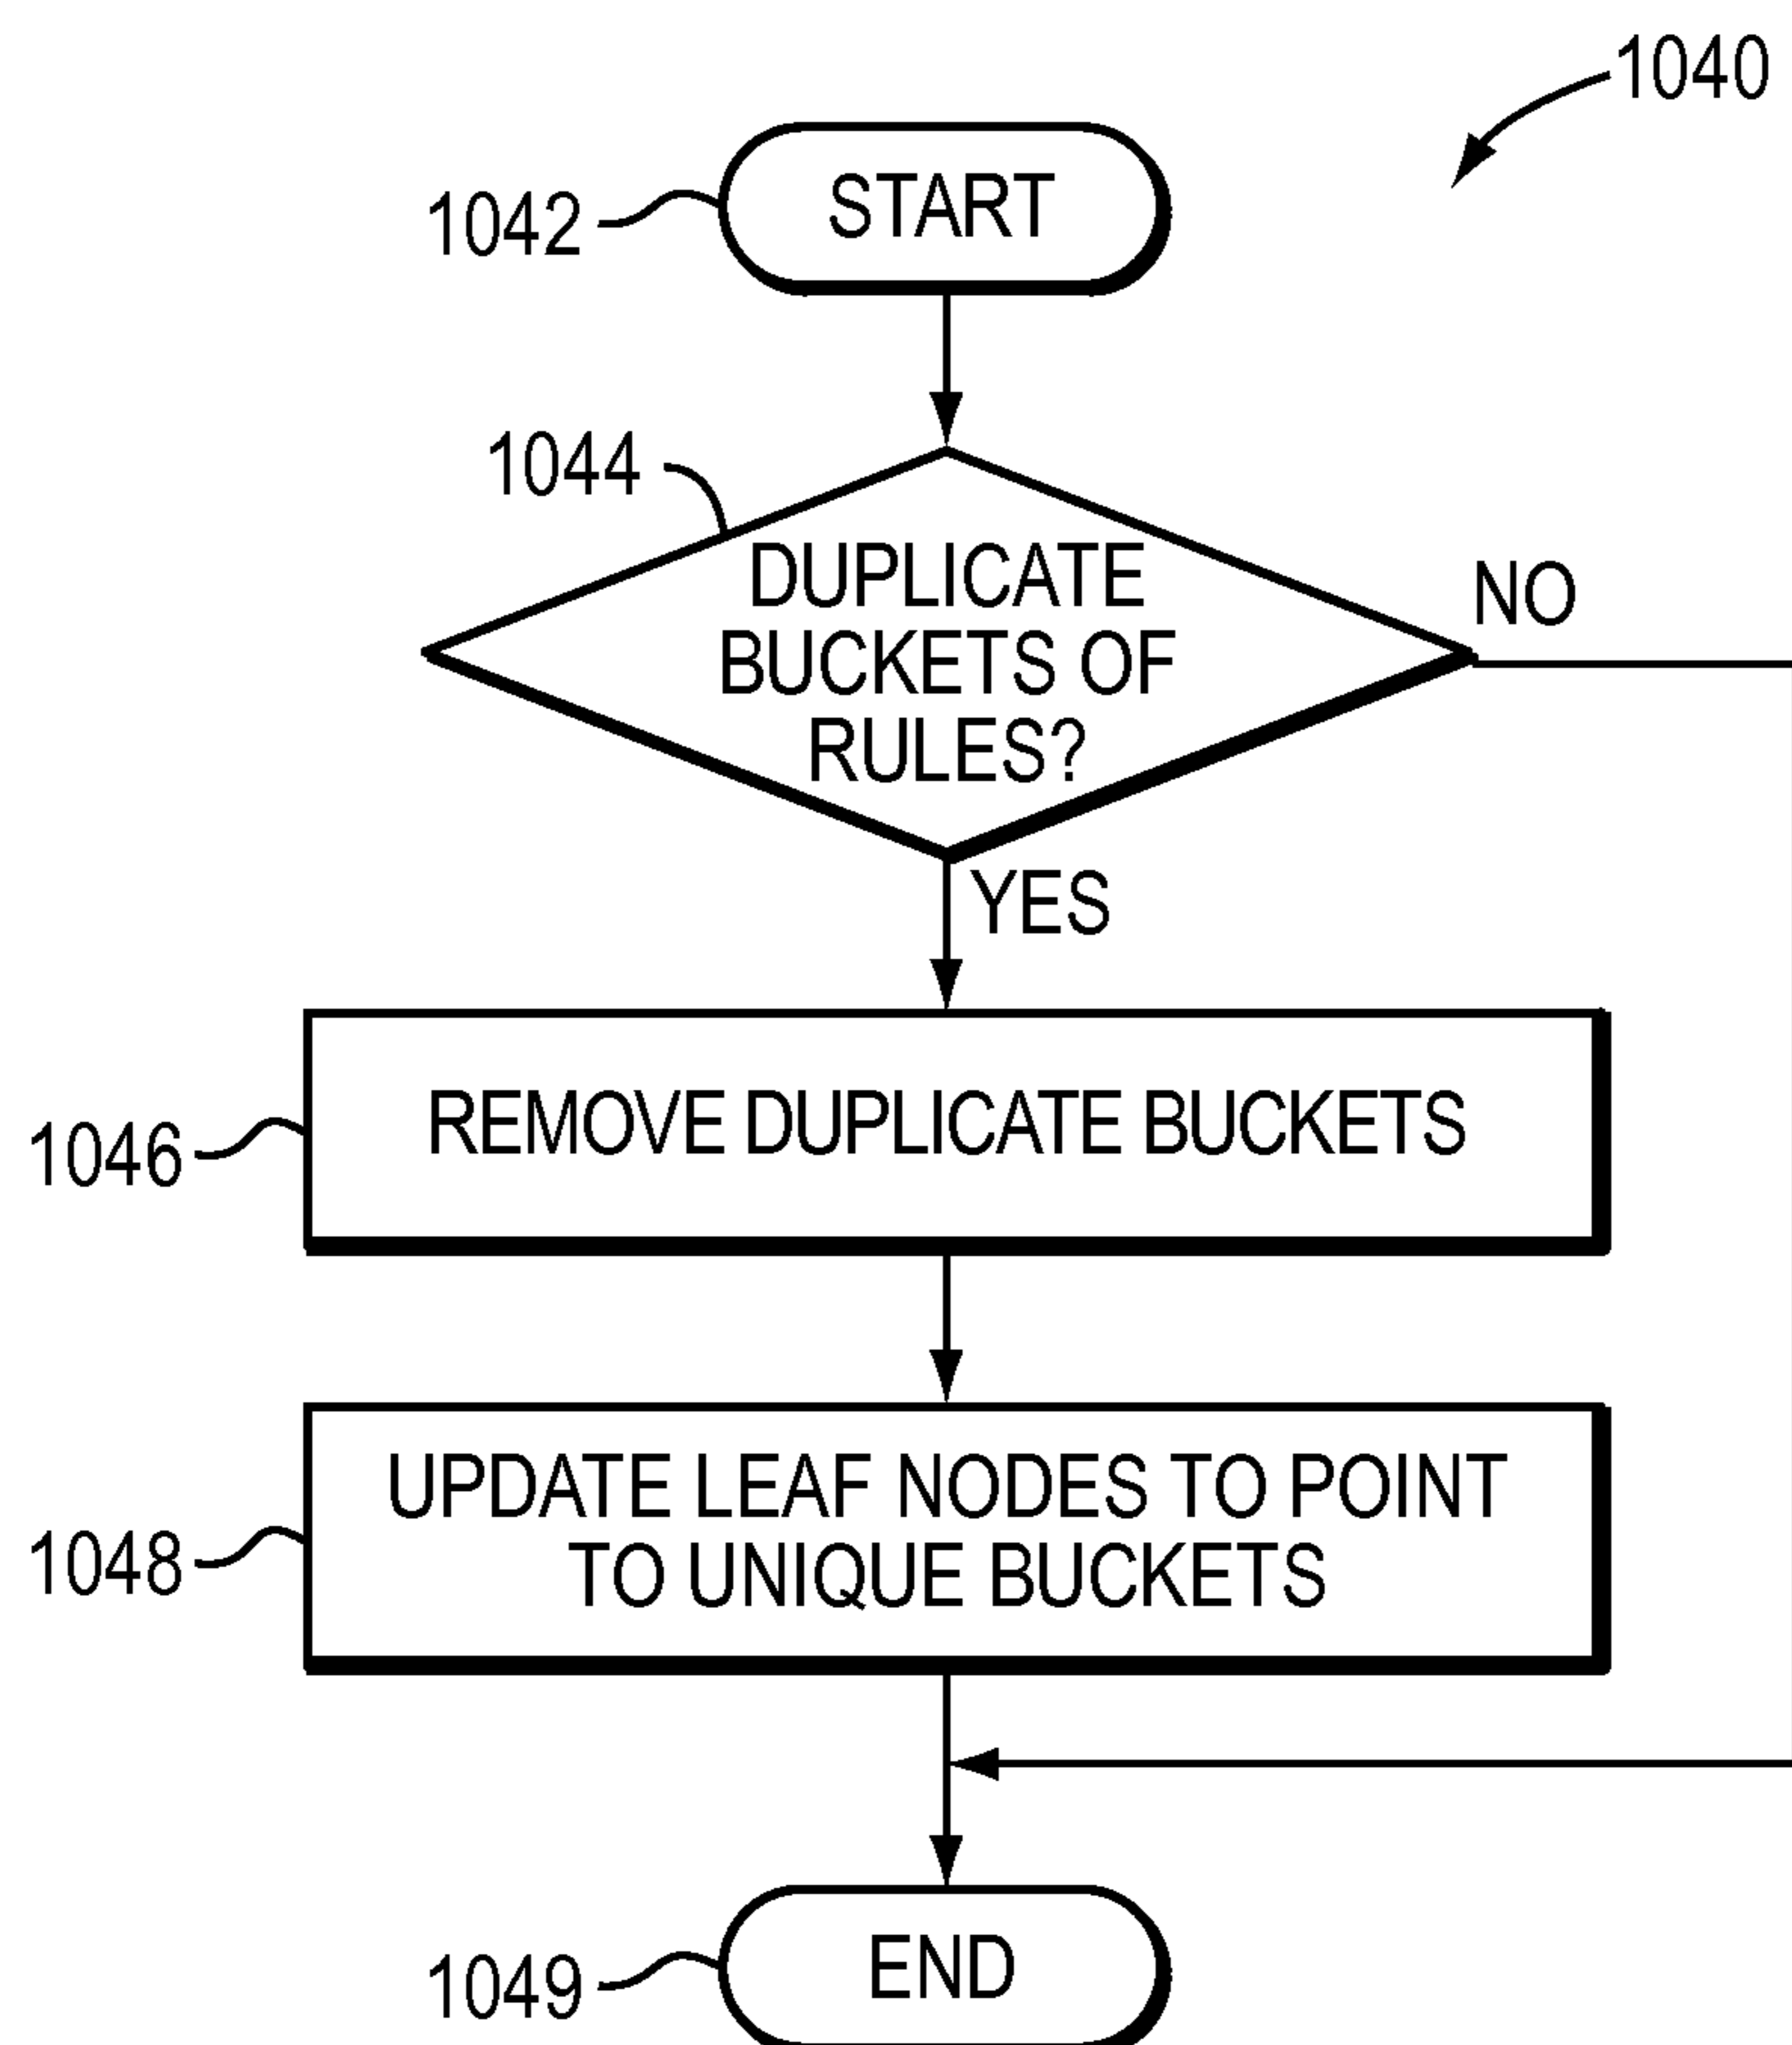 1040
1042
START
1044
DUPLICATE
BUCKETS OF
RULES?
NO
YES
1046
REMOVE DUPLICATE BUCKETS
1048
UPDATE LEAF NODES TO POINT
TO UNIQUE BUCKETS
1049
END